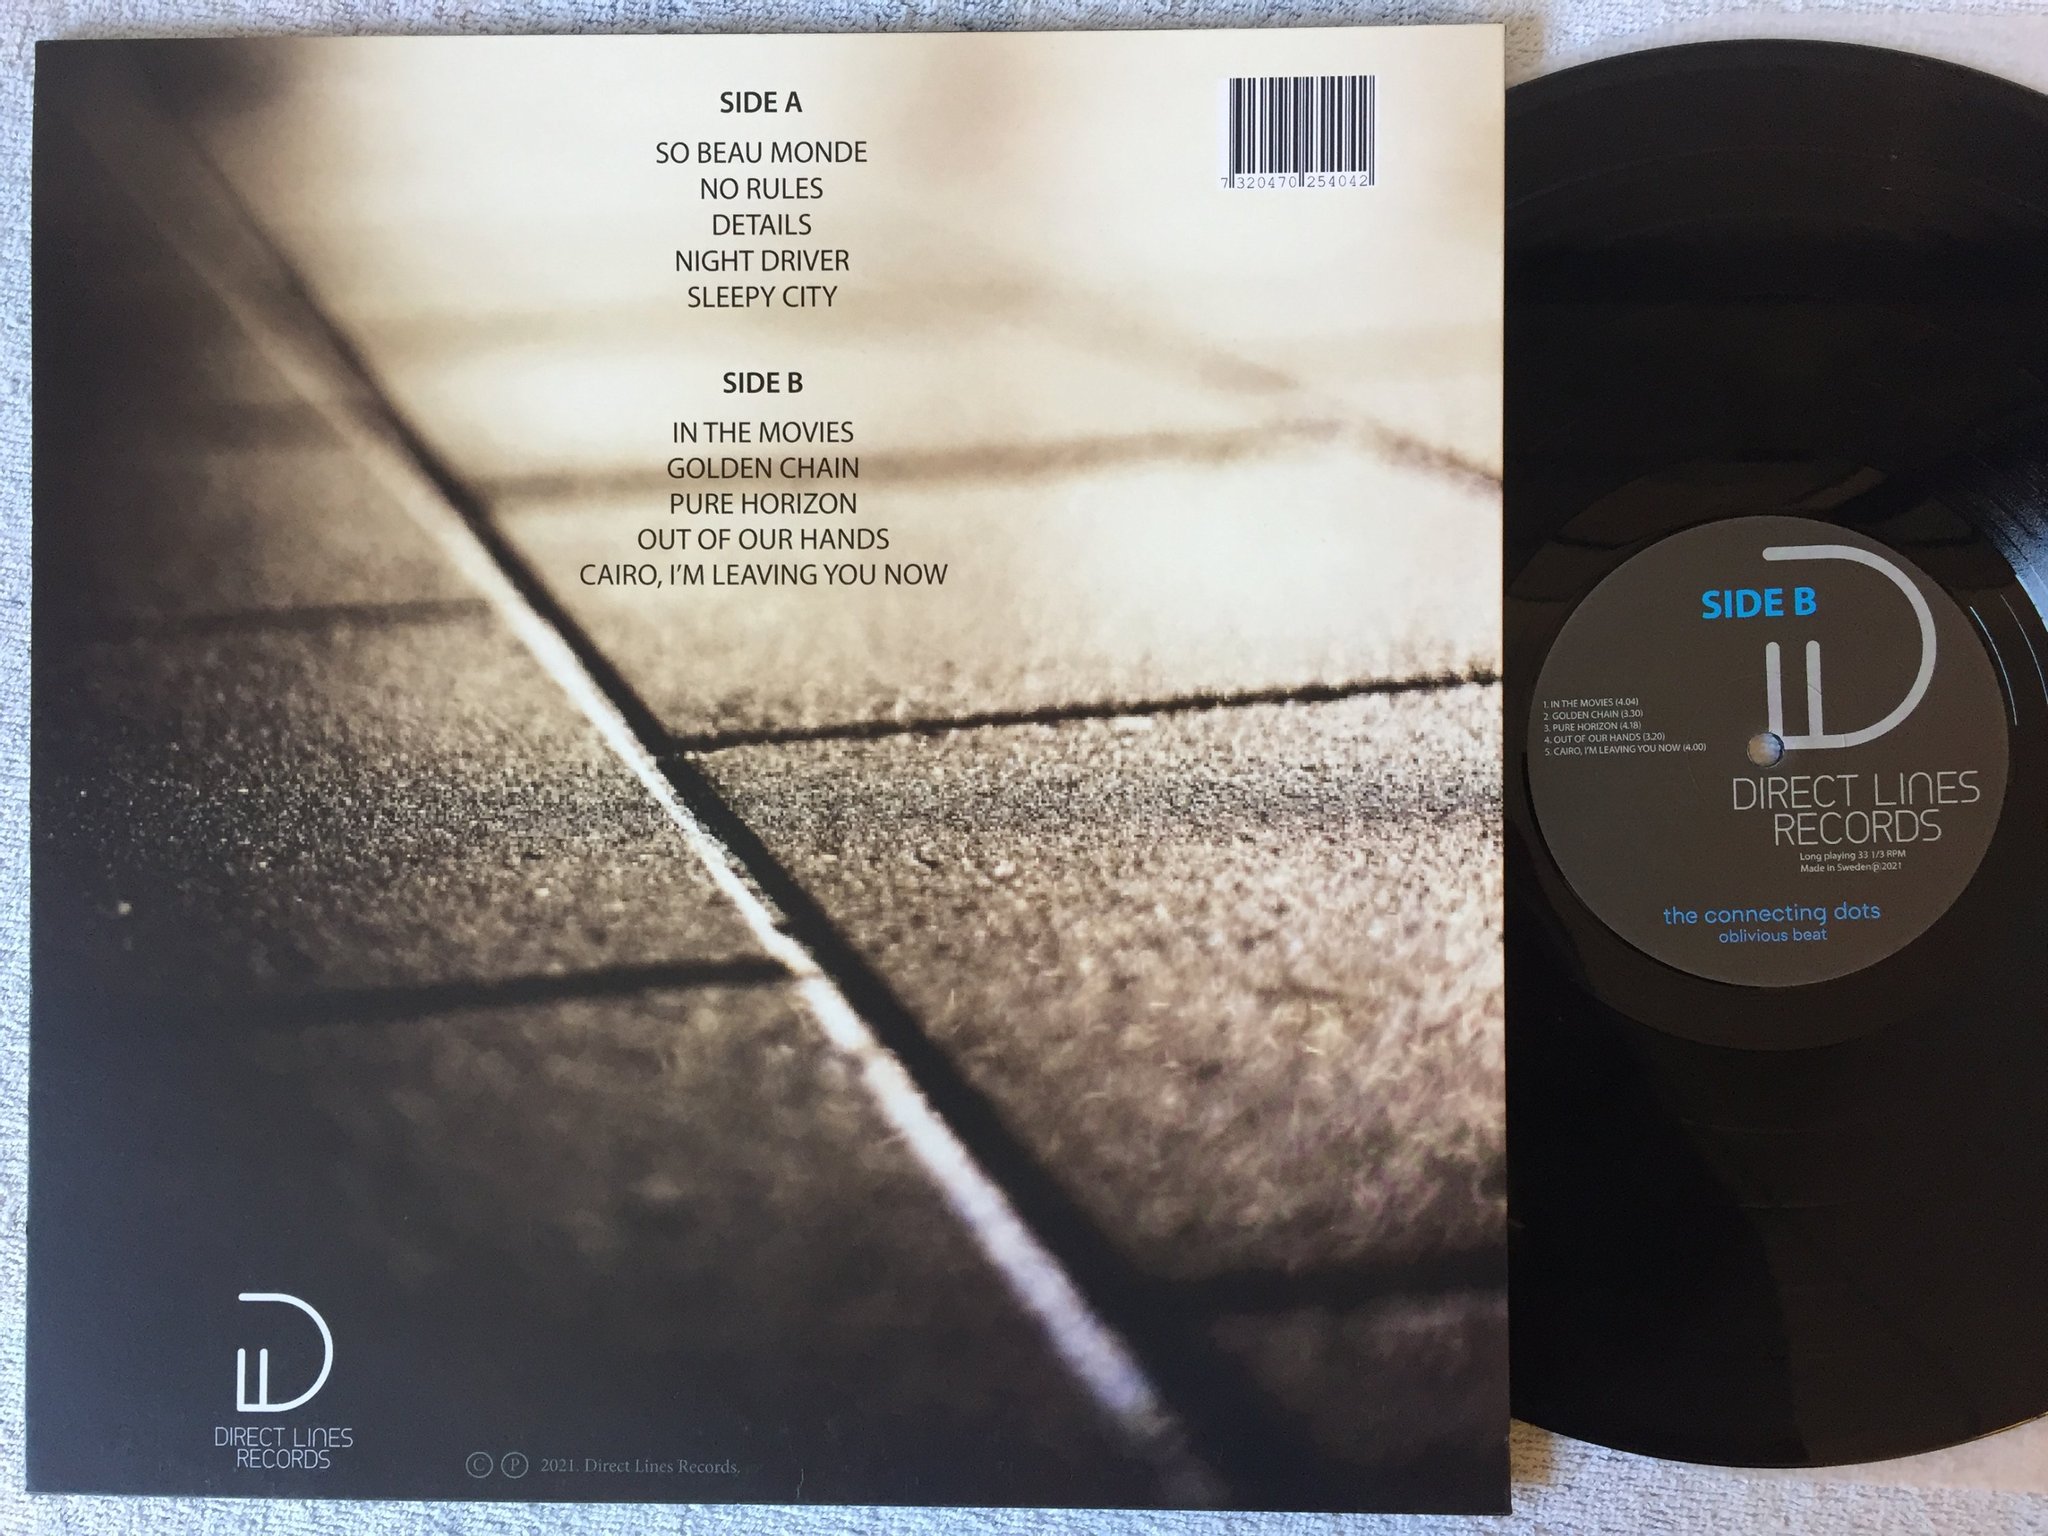 SIDE A
SO BEAU MONDE
NO RULES
DETAILS
NIGHT DRIVER
SLEEPY CITY
SIDE B
IN THE MOVIES
GOLDEN CHAIN
PURE HORIZON
OUT OF OUR HANDS
CAIRO, I'M LEAVING YOU NOW
7 320470 254042
DIRECT LINES
RECORDS
© ℗ 2021. Direct Lines Records.
SIDE B
1. IN THE MOVIES (4.04)
2. GOLDEN CHAIN (3.30)
3. PURE HORIZON (4.18)
4. OUT OF OUR HANDS (3.20)
5. CAIRO, I'M LEAVING YOU NOW (4.00)
DIRECT LINES
RECORDS
Long playing 33 1/3 RPM
Made in Sweden℗2021
the connecting dots
oblivious beat